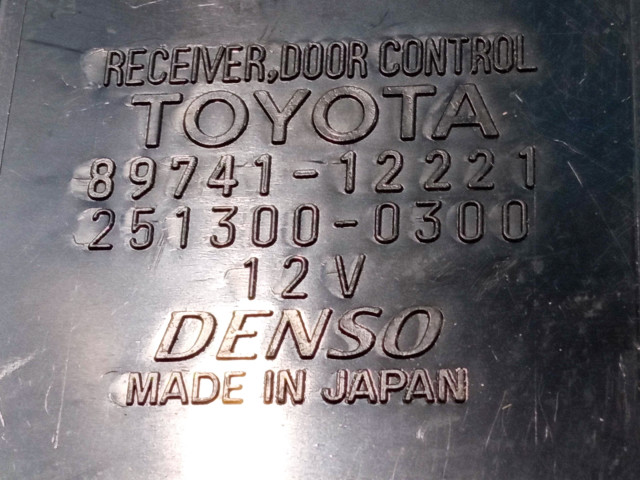 RECEIVER,DOOR CONTROL
TOYOTA
89741-12221
251300-0300
12V
DENSO
MADE IN JAPAN